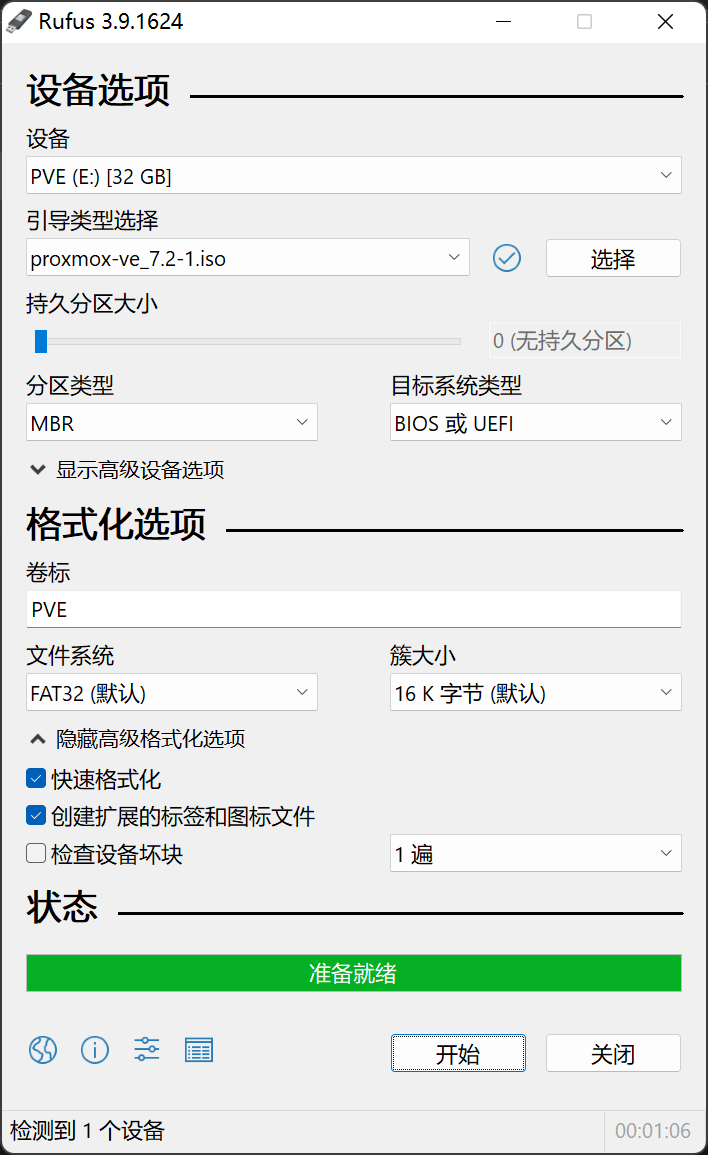 Rufus 3.9.1624
设备选项
设备
PVE (E:) [32 GB]
引导类型选择
proxmox-ve_7.2-1.iso
选择
持久分区大小
0 (无持久分区)
分区类型
目标系统类型
MBR
BIOS 或 UEFI
显示高级设备选项
格式化选项
卷标
PVE
文件系统
簇大小
FAT32 (默认)
16 K 字节 (默认)
隐藏高级格式化选项
快速格式化
创建扩展的标签和图标文件
检查设备坏块
1 遍
状态
准备就绪
开始
关闭
检测到 1 个设备
00:01:06